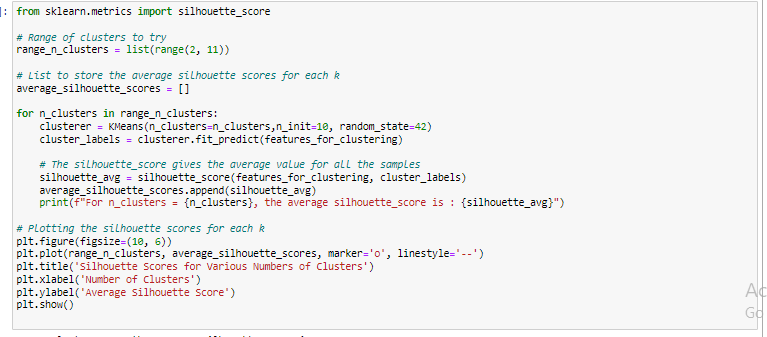 ]: from sklearn.metrics import silhouette_score
# Range of clusters to try
range_n_clusters = list(range(2, 11))
# List to store the average silhouette scores for each k
average_silhouette_scores = []
for n_clusters in range_n_clusters:
    clusterer = KMeans(n_clusters=n_clusters,n_init=10, random_state=42)
    cluster_labels = clusterer.fit_predict(features_for_clustering)
    # The silhouette_score gives the average value for all the samples
    silhouette_avg = silhouette_score(features_for_clustering, cluster_labels)
    average_silhouette_scores.append(silhouette_avg)
    print(f"For n_clusters = {n_clusters}, the average silhouette_score is : {silhouette_avg}")
# Plotting the silhouette scores for each k
plt.figure(figsize=(10, 6))
plt.plot(range_n_clusters, average_silhouette_scores, marker='o', linestyle='--')
plt.title('Silhouette Scores for Various Numbers of Clusters')
plt.xlabel('Number of Clusters')
plt.ylabel('Average Silhouette Score')
plt.show()